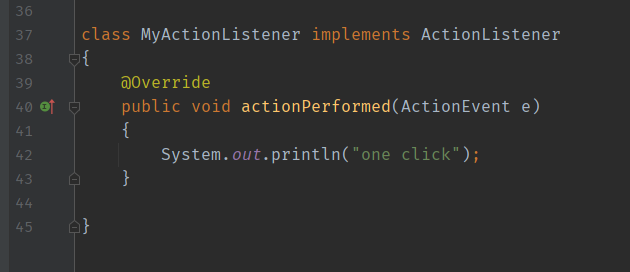 36
37 class MyActionListener implements ActionListener
38 {
39     @Override
40     public void actionPerformed(ActionEvent e)
41     {
42         System.out.println("one click");
43     }
44
45 }